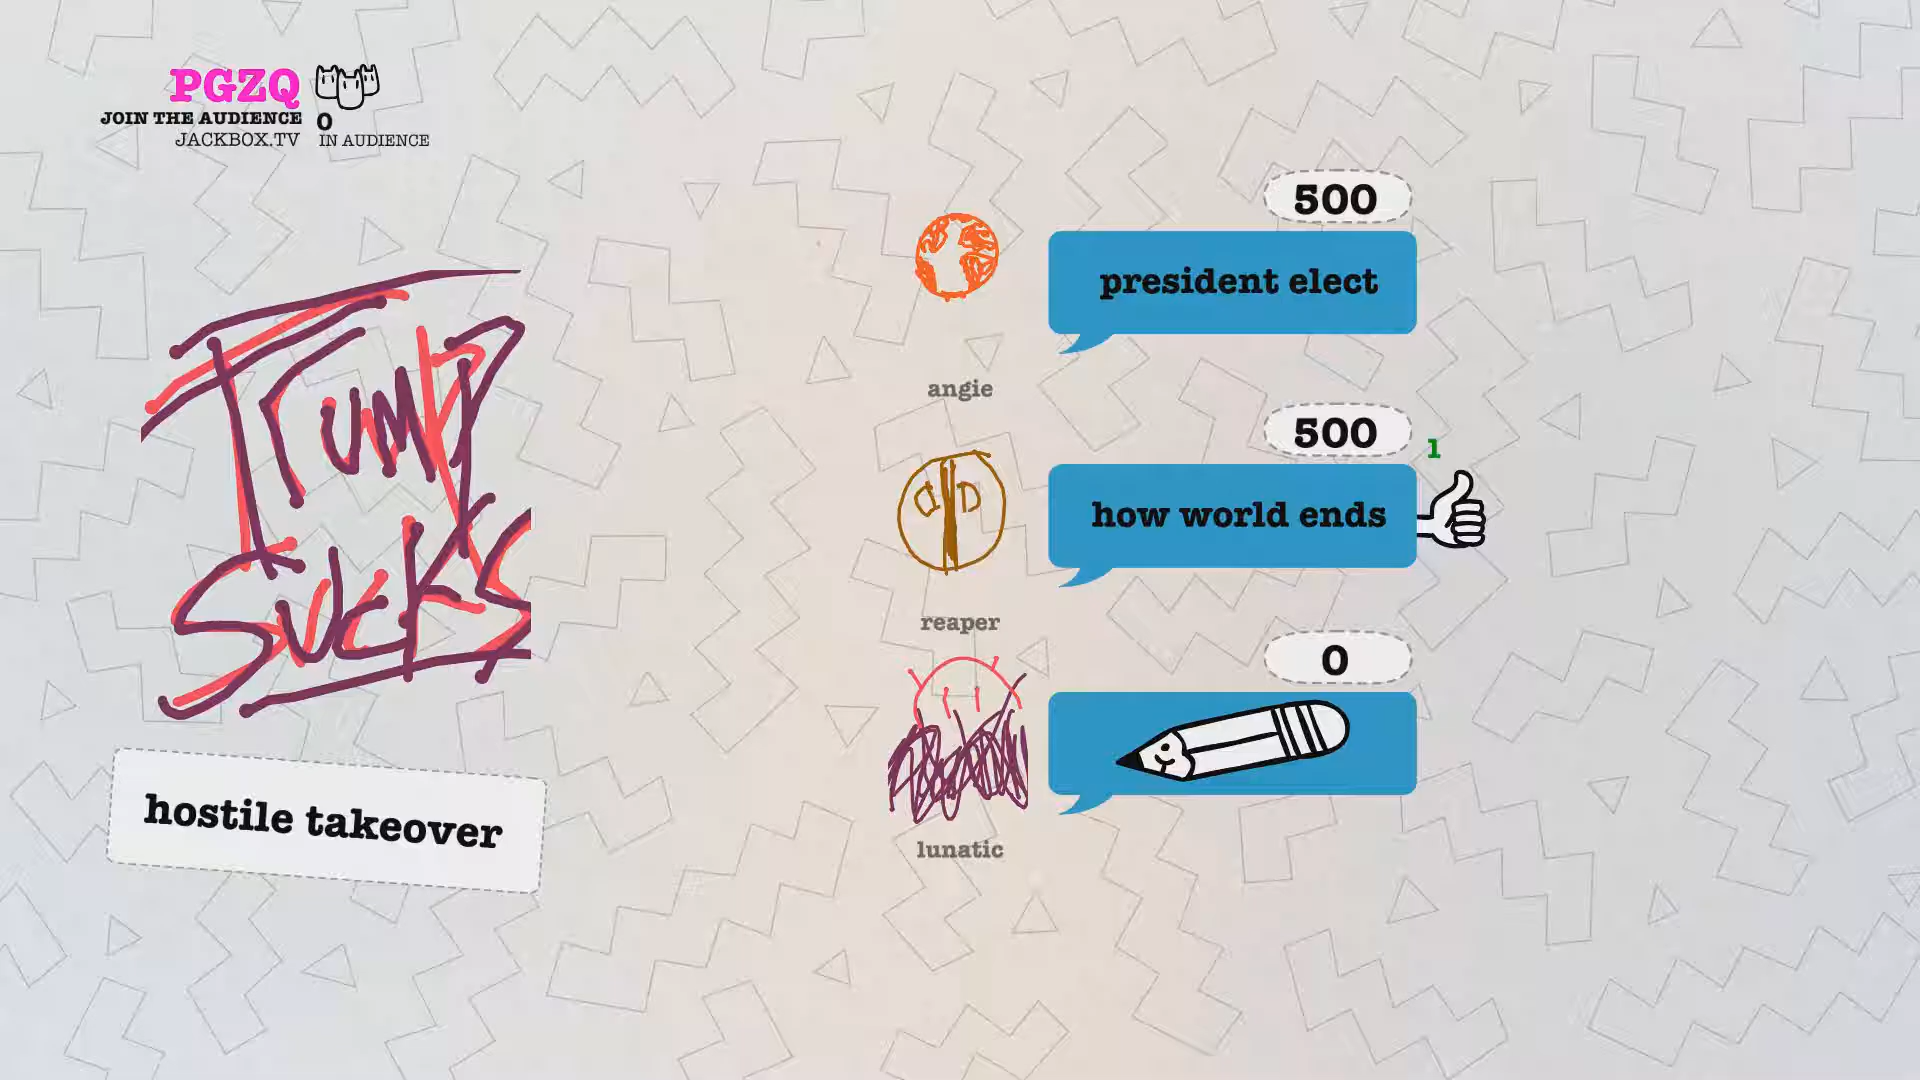 PGZQ
JOIN THE AUDIENCE
JACKBOX.TV
0
IN AUDIENCE
TrUMP
SUcKS
hostile takeover
500
president elect
angie
500
1
how world ends
reaper
D D
0
lunatic